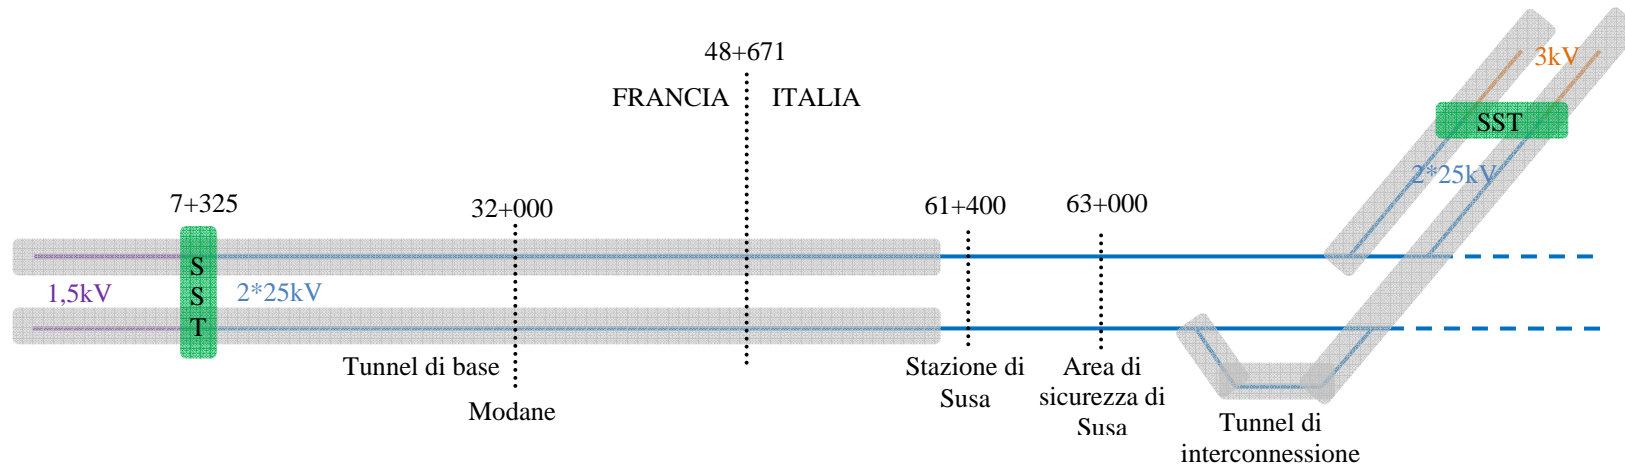 48+671
FRANCIA
ITALIA
3kV
SST
2*25kV
7+325
32+000
61+400
63+000
S
S
T
1,5kV
2*25kV
Tunnel di base
Modane
Stazione di
Susa
Area di
sicurezza di
Susa
Tunnel di
interconnessione